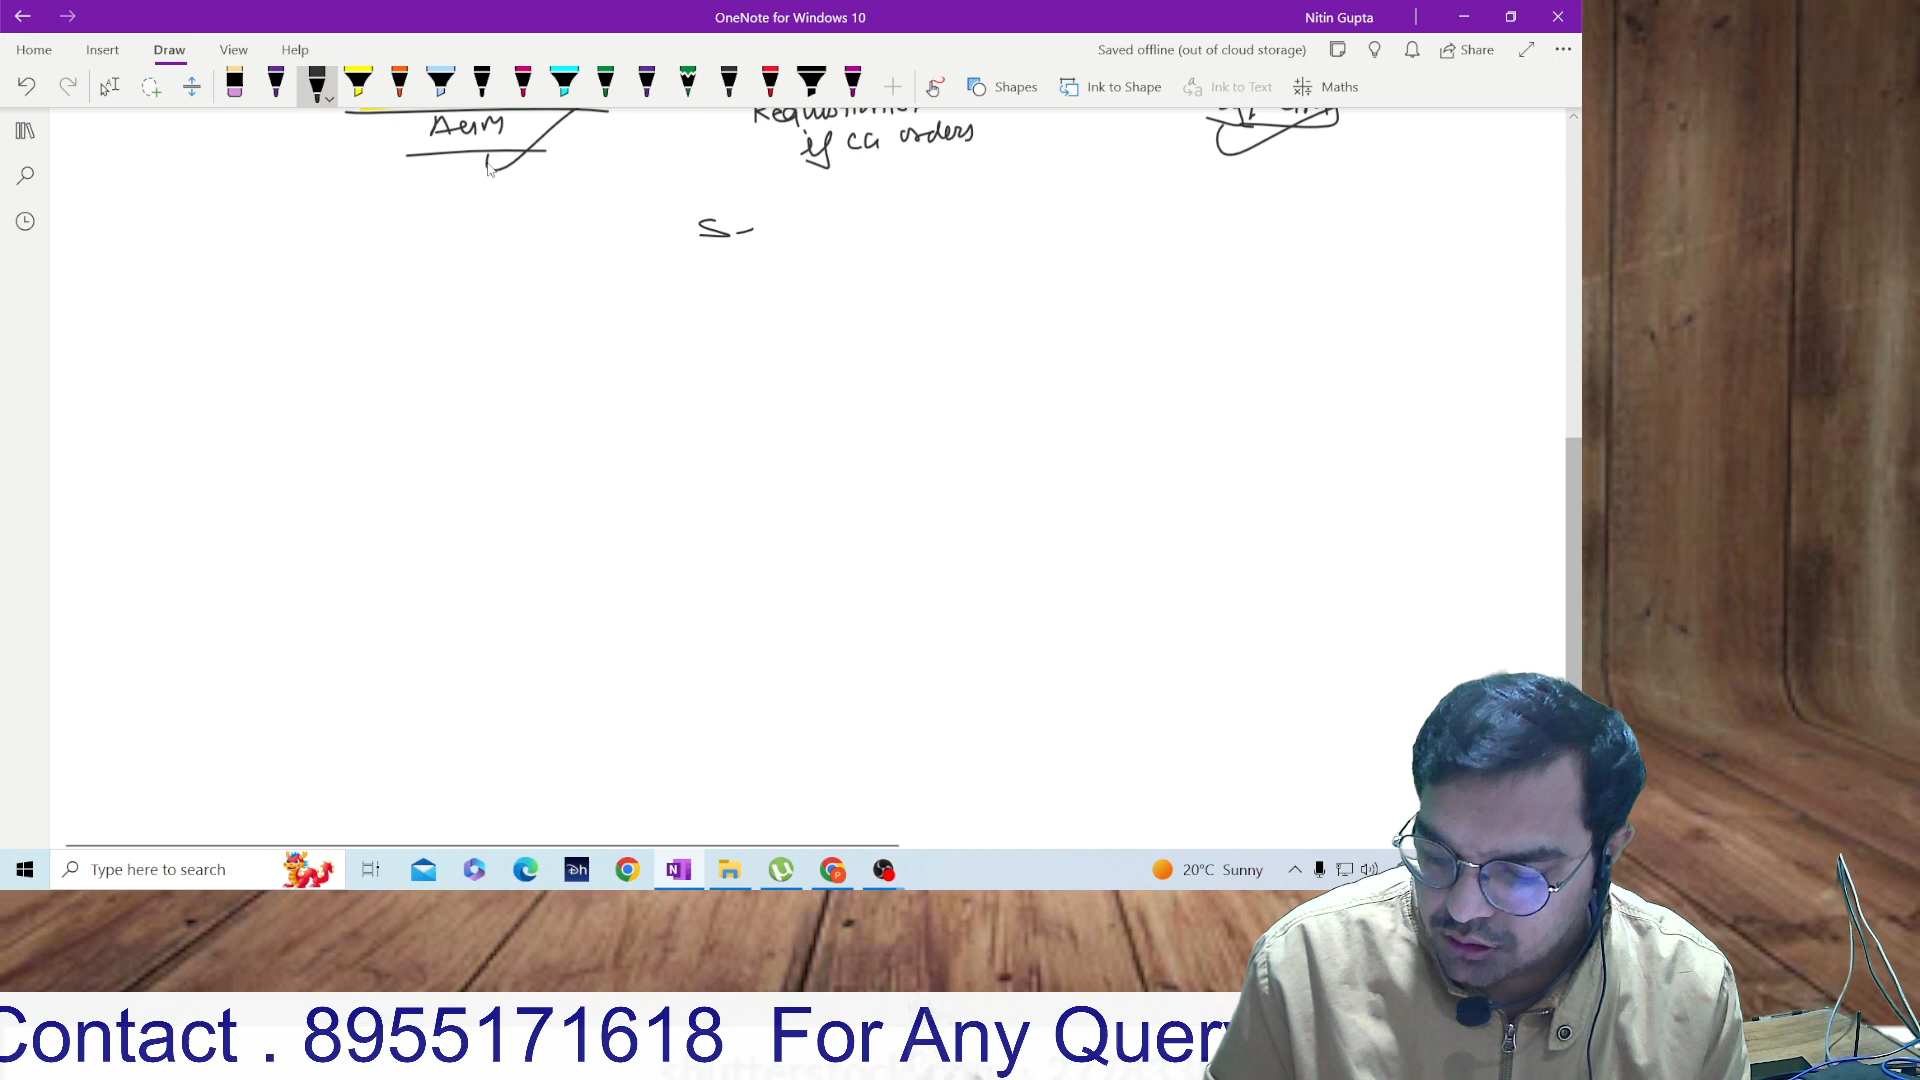 OneNote for Windows 10
Nitin Gupta
Home Insert Draw View Help
Saved offline (out of cloud storage)
Share
Shapes
Ink to Shape
Ink to Text
Maths
if CG orders
S-
Type here to search
20°C Sunny
Contact . 8955171618 For Any Query